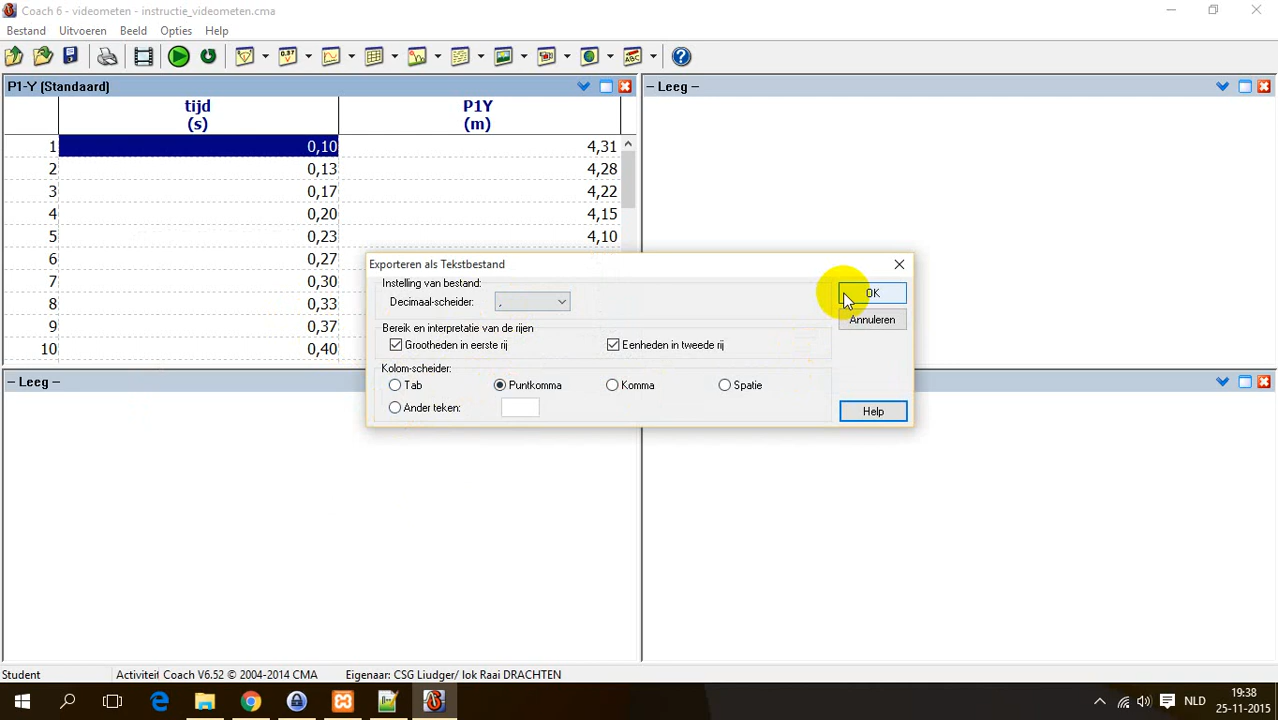 Coach 6 - videometen - instructie_videometen.cma
Bestand Uitvoeren Beeld Opties Help
P1-Y (Standaard)
-- Leeg --
tijd P1Y
(s) (m)
1 0,10 4,31
2 0,13 4,28
3 0,17 4,22
4 0,20 4,15
5 0,23 4,10
6 0,27
7 0,30
8 0,33
9 0,37
10 0,40
Exporteren als Tekstbestand
Instelling van bestand:
Decimaal-scheider: ,
OK
Annuleren
Bereik en interpretatie van de rijen
Grootheden in eerste rij Eenheden in tweede rij
Kolom-scheider:
Tab Puntkomma Komma Spatie
Ander teken:
Help
-- Leeg --
Student Activiteit Coach V6.52 © 2004-2014 CMA Eigenaar: CSG Liudger/ lok Raai DRACHTEN
NLD
19:38
25-11-2015